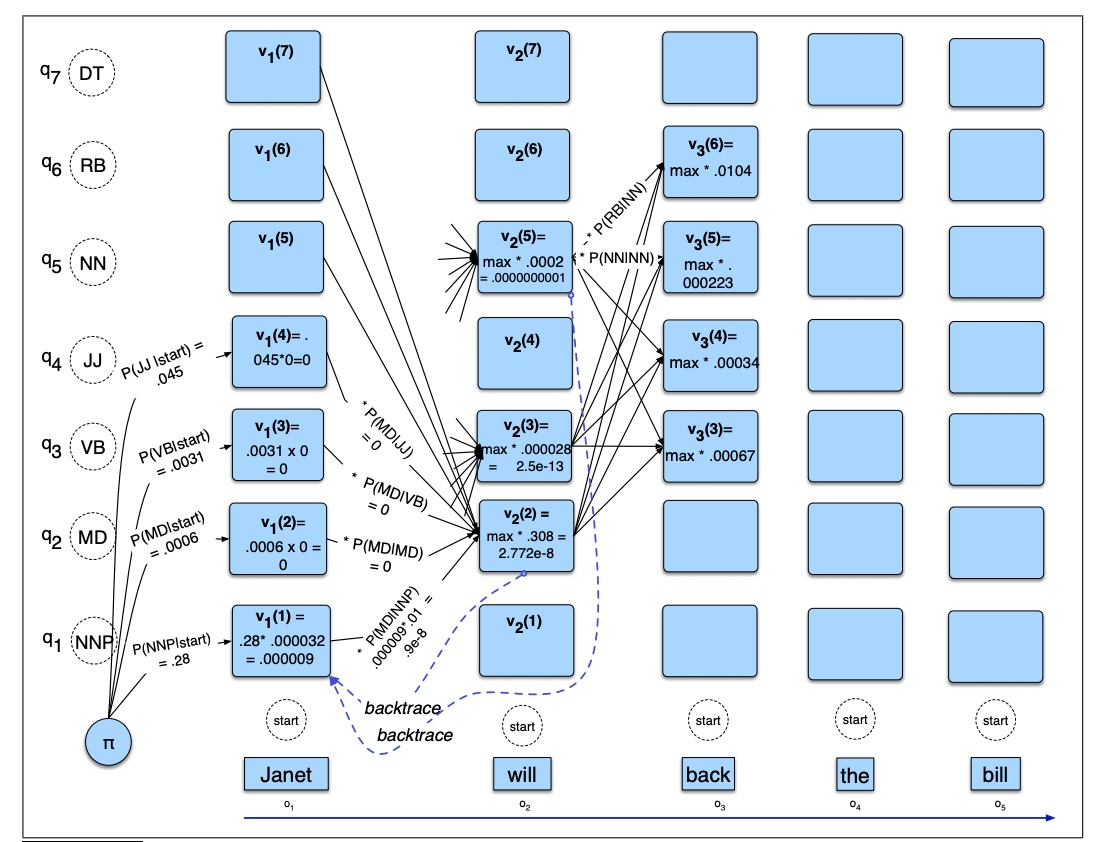 q7 DT
v1(7)
v2(7)
q6 RB
v1(6)
v2(6)
v3(6)=
max * .0104
* P(RB|NN)
q5 NN
v1(5)
v2(5)=
max * .0002
= .0000000001
* P(NN|NN)
v3(5)=
max * .
000223
q4 JJ
P(JJ |start) =
.045
v1(4)= .
045*0=0
v2(4)
v3(4)=
max * .00034
* P(MD|JJ)
= 0
q3 VB
P(VB|start)
= .0031
v1(3)=
.0031 x 0
= 0
v2(3)=
max * .000028
= 2.5e-13
v3(3)=
max * .00067
* P(MD|VB)
= 0
q2 MD
P(MD|start)
= .0006
v1(2)=
.0006 x 0 =
0
* P(MD|MD)
= 0
v2(2) =
max * .308 =
2.772e-8
q1 NNP
P(NNP|start)
= .28
v1(1) =
.28* .000032
= .000009
* P(MD|NNP)
.000009*.01 =
.9e-8
v2(1)
backtrace
backtrace
π
start
start
start
start
start
Janet
will
back
the
bill
o1
o2
o3
o4
o5